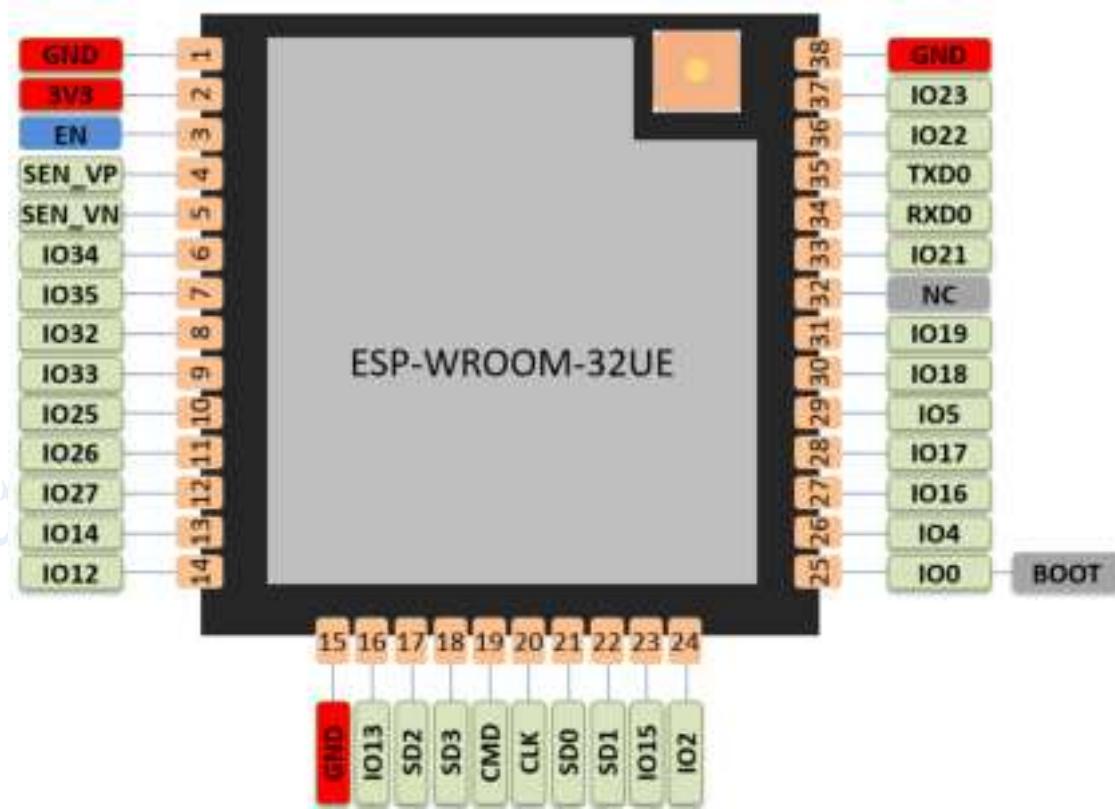 GND 1 38 GND
3V3 2 37 IO23
EN 3 36 IO22
SEN_VP 4 35 TXD0
SEN_VN 5 34 RXD0
IO34 6 33 IO21
IO35 7 32 NC
IO32 8 31 IO19
ESP-WROOM-32UE
IO33 9 30 IO18
IO25 10 29 IO5
IO26 11 28 IO17
IO27 12 27 IO16
IO14 13 26 IO4
IO12 14 25 IO0 BOOT
15 16 17 18 19 20 21 22 23 24
GND IO13 SD2 SD3 CMD CLK SD0 SD1 IO15 IO2